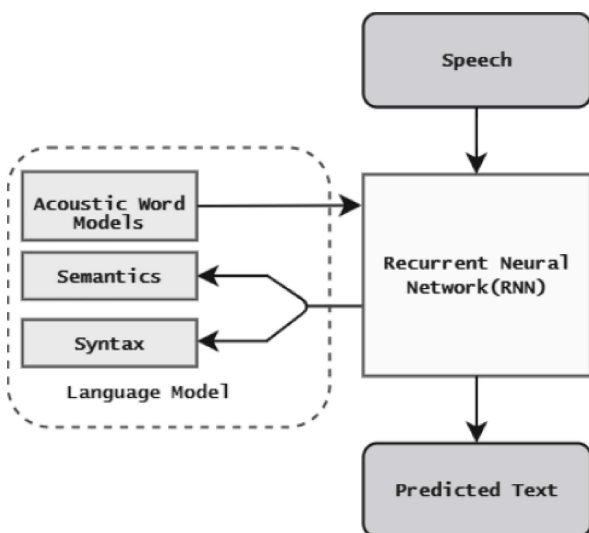 Speech
Acoustic Word
Models
Semantics
Syntax
Language Model
Recurrent Neural
Network(RNN)
Predicted Text